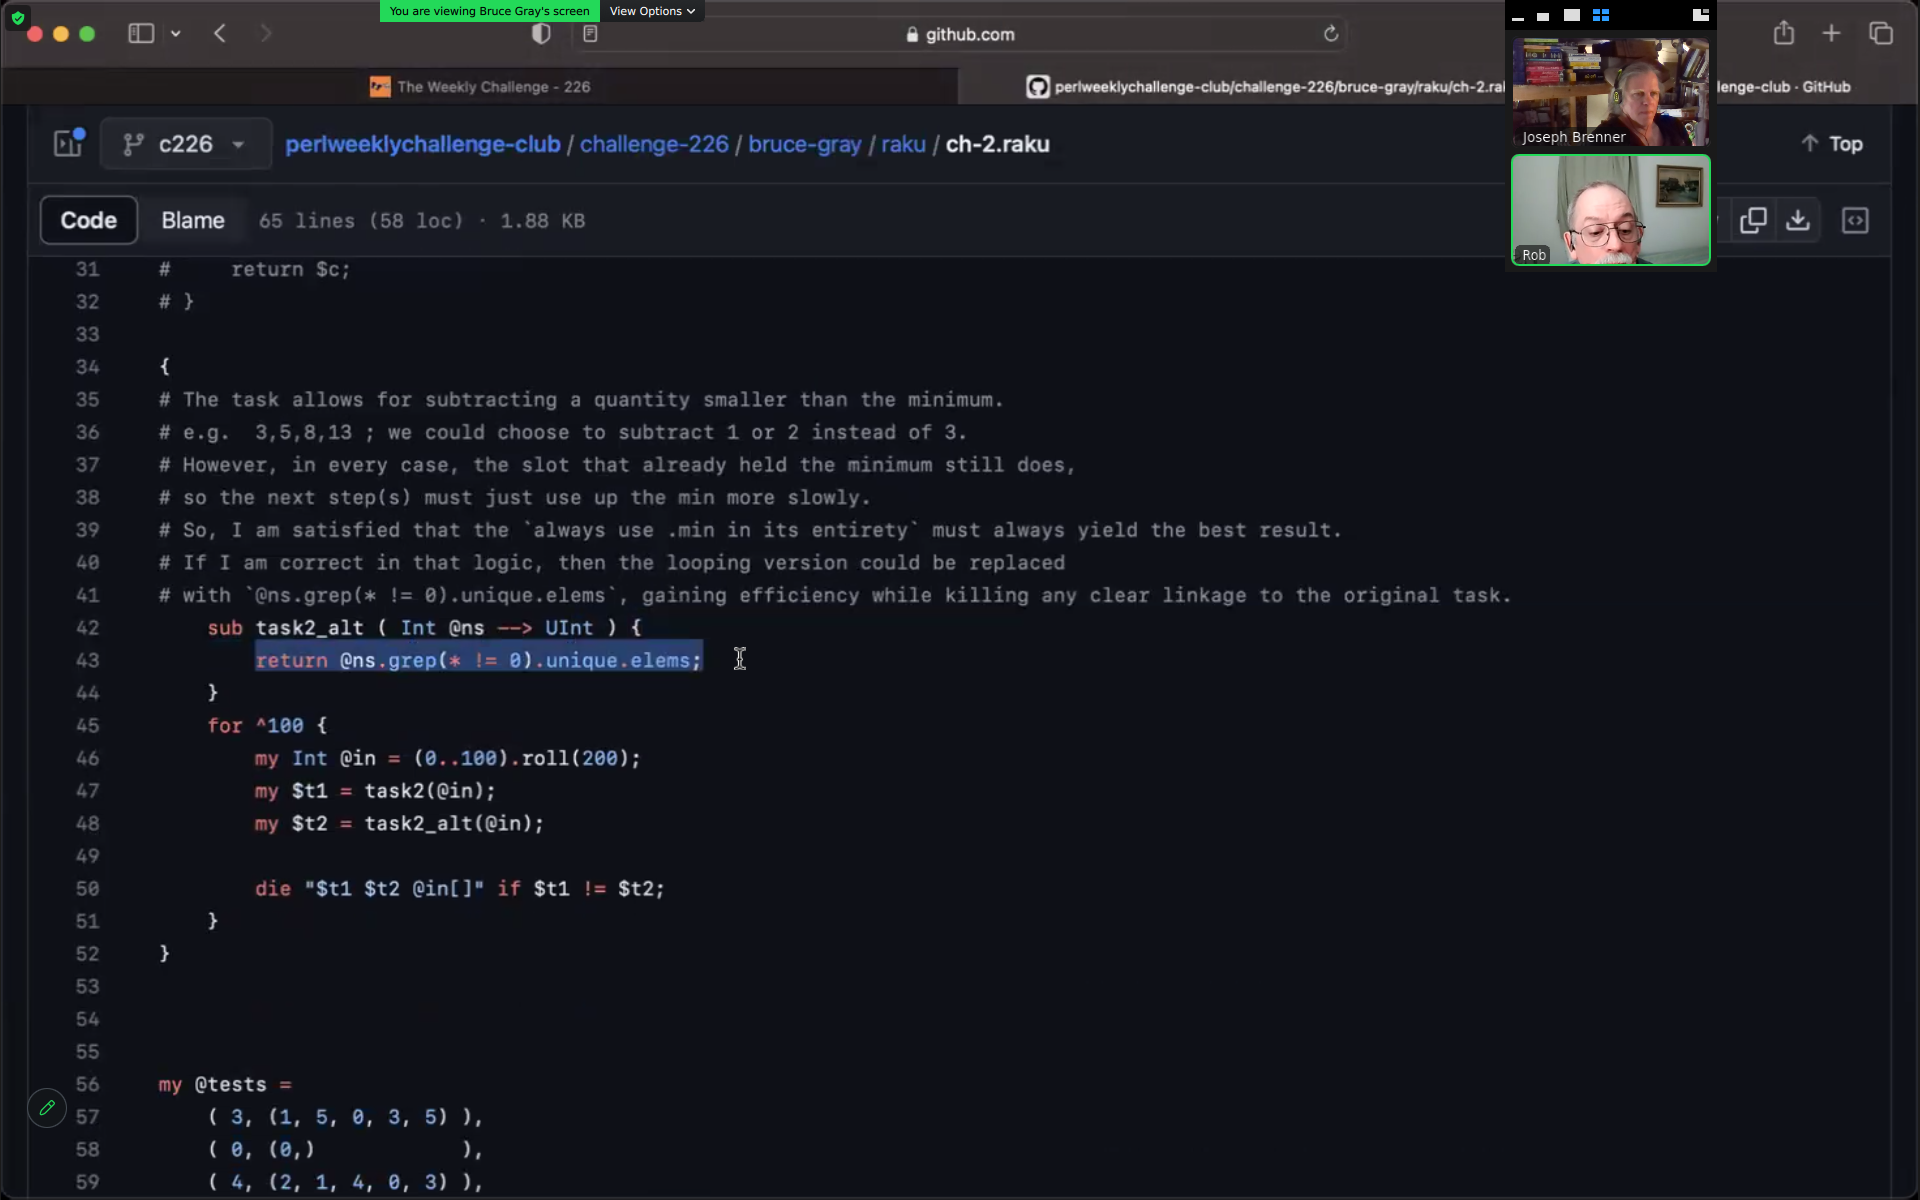 You are viewing Bruce Gray's screen
View Options
github.com
The Weekly Challenge - 226
perlweeklychallenge-club/challenge-226/bruce-gray/raku/ch-2.ra
lenge-club · GitHub
Joseph Brenner
Rob
c226
perlweeklychallenge-club / challenge-226 / bruce-gray / raku / ch-2.raku
Top
Code
Blame
65 lines (58 loc) · 1.88 KB
31 #     return $c;
32 # }
33
34 {
35 # The task allows for subtracting a quantity smaller than the minimum.
36 # e.g.  3,5,8,13 ; we could choose to subtract 1 or 2 instead of 3.
37 # However, in every case, the slot that already held the minimum still does,
38 # so the next step(s) must just use up the min more slowly.
39 # So, I am satisfied that the `always use .min in its entirety` must always yield the best result.
40 # If I am correct in that logic, then the looping version could be replaced
41 # with `@ns.grep(* != 0).unique.elems`, gaining efficiency while killing any clear linkage to the original task.
42     sub task2_alt ( Int @ns --> UInt ) {
43         return @ns.grep(* != 0).unique.elems;
44     }
45     for ^100 {
46         my Int @in = (0..100).roll(200);
47         my $t1 = task2(@in);
48         my $t2 = task2_alt(@in);
49
50         die "$t1 $t2 @in[]" if $t1 != $t2;
51     }
52 }
53
54
55
56 my @tests =
57     ( 3, (1, 5, 0, 3, 5) ),
58     ( 0, (0,)            ),
59     ( 4, (2, 1, 4, 0, 3) ),